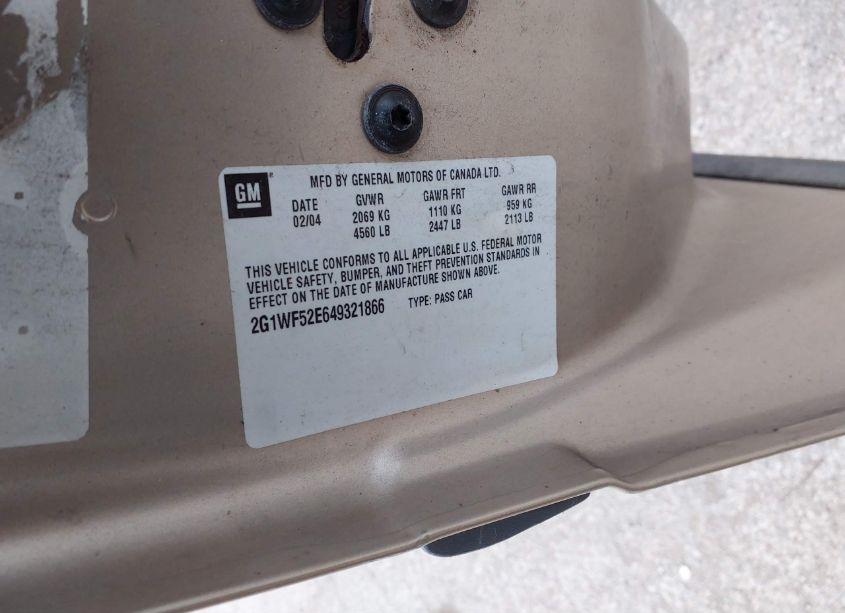 GM
MFD BY GENERAL MOTORS OF CANADA LTD.
DATE GVWR GAWR FRT GAWR RR
02/04 2069 KG 1110 KG 959 KG
4560 LB 2447 LB 2113 LB
THIS VEHICLE CONFORMS TO ALL APPLICABLE U.S. FEDERAL MOTOR
VEHICLE SAFETY, BUMPER, AND THEFT PREVENTION STANDARDS IN
EFFECT ON THE DATE OF MANUFACTURE SHOWN ABOVE.
2G1WF52E649321866 TYPE: PASS CAR